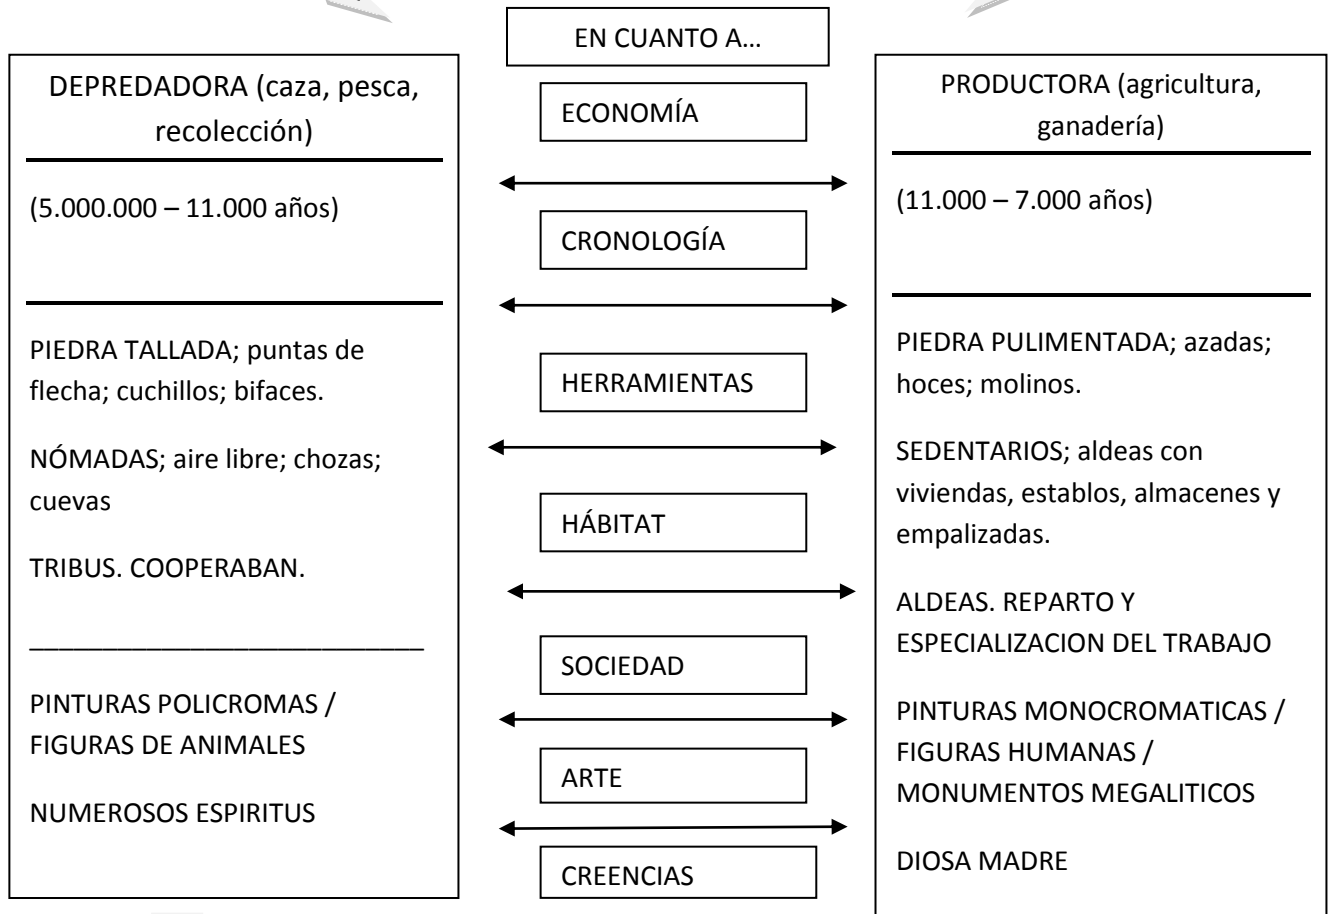 EN CUANTO A…
DEPREDADORA (caza, pesca,
recolección)
(5.000.000 – 11.000 años)
PIEDRA TALLADA; puntas de
flecha; cuchillos; bifaces.
NÓMADAS; aire libre; chozas;
cuevas
TRIBUS. COOPERABAN.
PINTURAS POLICROMAS /
FIGURAS DE ANIMALES
NUMEROSOS ESPIRITUS
ECONOMÍA
CRONOLOGÍA
HERRAMIENTAS
HÁBITAT
SOCIEDAD
ARTE
CREENCIAS
PRODUCTORA (agricultura,
ganadería)
(11.000 – 7.000 años)
PIEDRA PULIMENTADA; azadas;
hoces; molinos.
SEDENTARIOS; aldeas con
viviendas, establos, almacenes y
empalizadas.
ALDEAS. REPARTO Y
ESPECIALIZACION DEL TRABAJO
PINTURAS MONOCROMATICAS /
FIGURAS HUMANAS /
MONUMENTOS MEGALITICOS
DIOSA MADRE